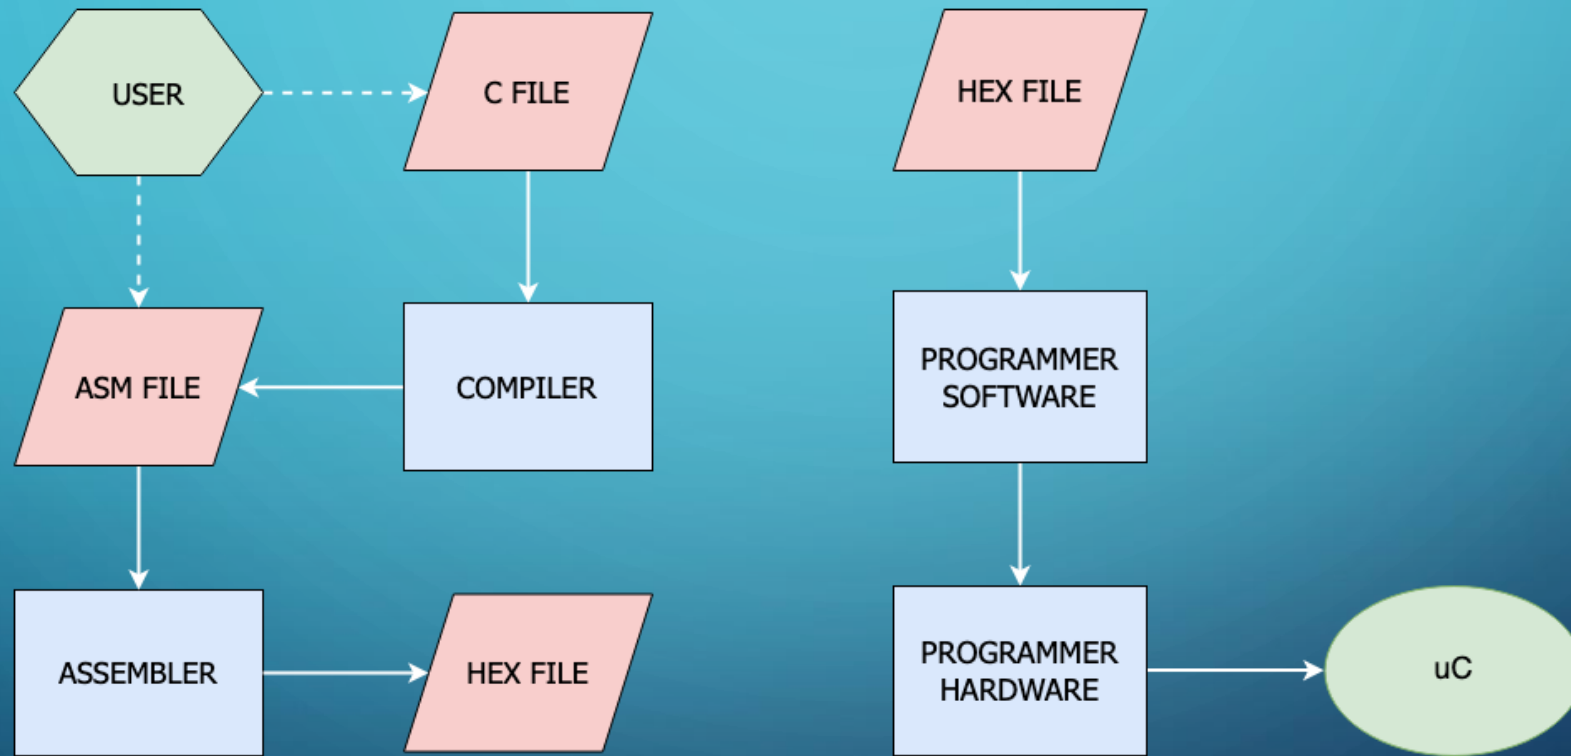 USER
C FILE
HEX FILE
ASM FILE
COMPILER
PROGRAMMER
SOFTWARE
ASSEMBLER
HEX FILE
PROGRAMMER
HARDWARE
uC